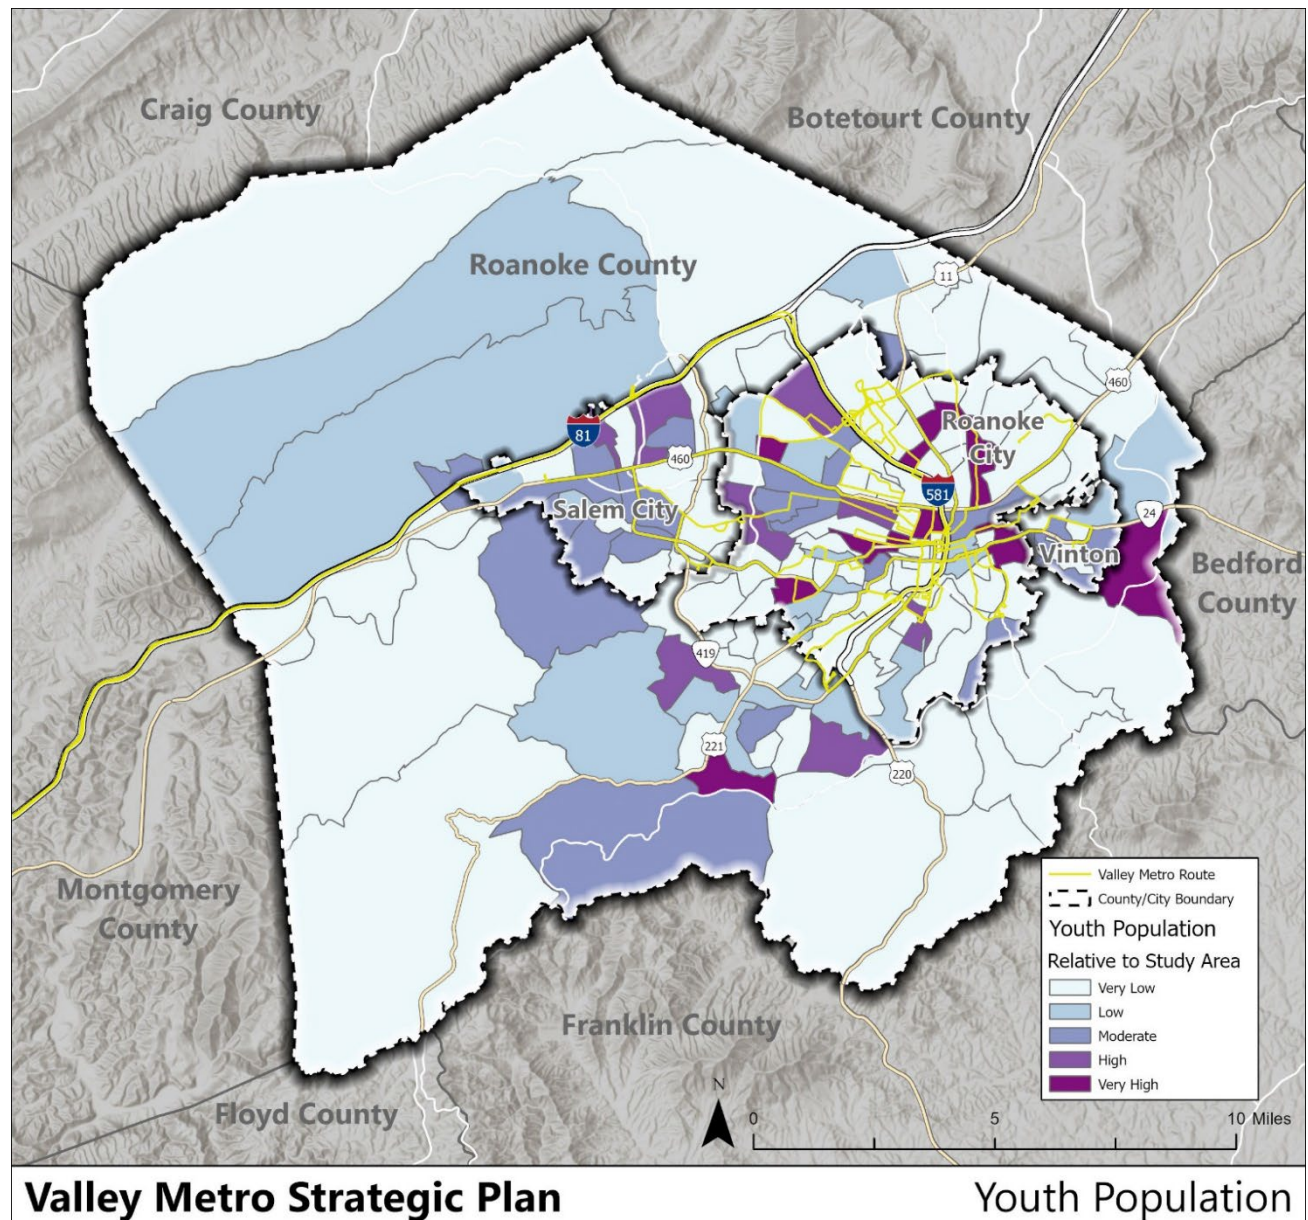 Craig County
Botetourt County
Roanoke County
11
Roanoke
City
460
81
460
581
Salem City
24
Vinton
Bedford
County
419
221
220
Montgomery
County
Franklin County
Floyd County
Valley Metro Route
County/City Boundary
Youth Population
Relative to Study Area
Very Low
Low
Moderate
High
Very High
N
0 5 10 Miles
Valley Metro Strategic Plan
Youth Population